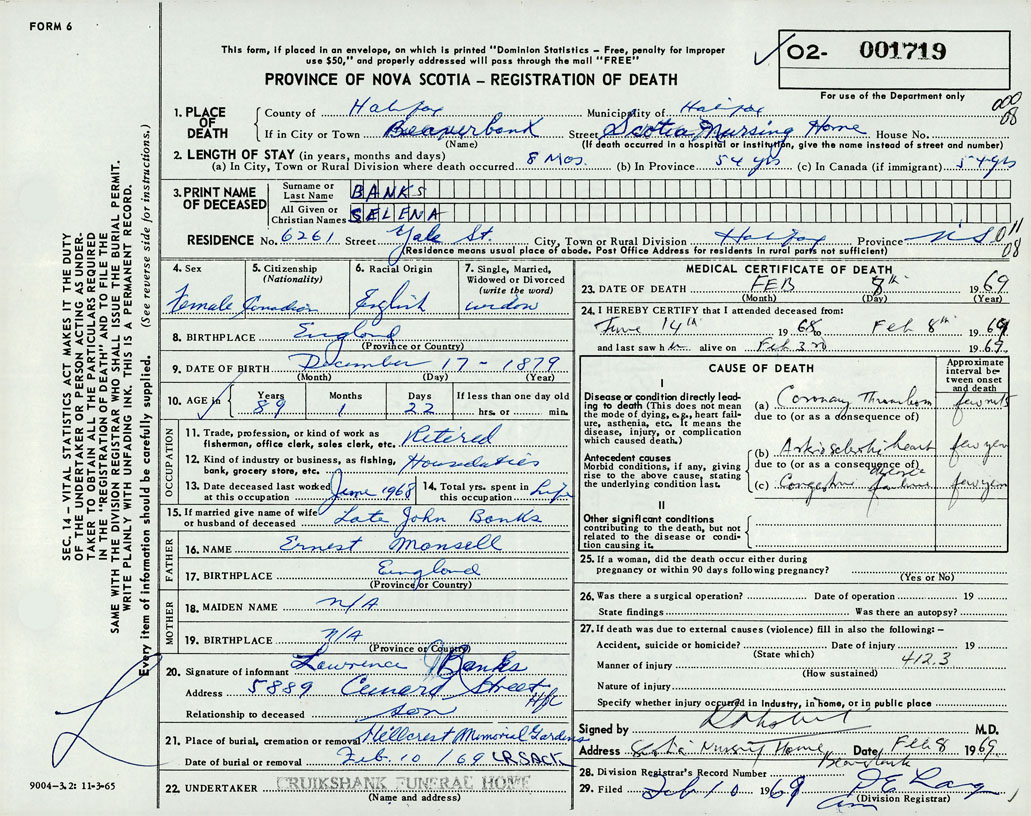 FORM 6
This form, if placed in an envelope, on which is printed "Dominion Statistics – Free, penalty for improper
use $50," and properly addressed will pass through the mail "FREE"
PROVINCE OF NOVA SCOTIA – REGISTRATION OF DEATH
02- 001719
For use of the Department only
000
08
SEC. 14 – VITAL STATISTICS ACT MAKES IT THE DUTY
OF THE UNDERTAKER OR PERSON ACTING AS UNDER-
TAKER TO OBTAIN ALL THE PARTICULARS REQUIRED
IN THE "REGISTRATION OF DEATH" AND TO FILE THE
SAME WITH THE DIVISION REGISTRAR WHO SHALL ISSUE THE BURIAL PERMIT.
WRITE PLAINLY WITH UNFADING INK. THIS IS A PERMANENT RECORD.
Every item of information should be carefully supplied. (See reverse side for instructions.)
1. PLACE OF DEATH
County of Halifax Municipality of Halifax
If in City or Town Beaverbank Street Scotia Nursing Home House No.
(Name) (If death occurred in a hospital or institution, give the name instead of street and number)
2. LENGTH OF STAY (in years, months and days)
(a) In City, Town or Rural Division where death occurred 8 Mos. (b) In Province 54 yrs (c) In Canada (if immigrant) 54 yrs
3. PRINT NAME OF DECEASED
Surname or Last Name BANKS
All Given or Christian Names SELENA
RESIDENCE No. 6261 Street Yale St. City, Town or Rural Division Halifax Province N.S. 011
08
(Residence means usual place of abode. Post Office Address for residents in rural parts not sufficient)
4. Sex
Female
5. Citizenship (Nationality)
Canadian
6. Racial Origin
English
7. Single, Married, Widowed or Divorced (write the word)
widow
8. BIRTHPLACE England
(Province or Country)
9. DATE OF BIRTH December 17 - 1879
(Month) (Day) (Year)
10. AGE in Years 89 Months 1 Days 22 If less than one day old hrs. or min.
OCCUPATION
11. Trade, profession, or kind of work as fisherman, office clerk, sales clerk, etc. Retired
12. Kind of industry or business, as fishing, bank, grocery store, etc. Houseduties
13. Date deceased last worked at this occupation June 1968
14. Total yrs. spent in this occupation Life
15. If married give name of wife or husband of deceased Late John Banks
FATHER
16. NAME Ernest Monsell
17. BIRTHPLACE England
(Province or Country)
MOTHER
18. MAIDEN NAME N/A
19. BIRTHPLACE N/A
(Province or Country)
20. Signature of informant Lawrence Banks
Address 5889 Cunard Street Hfx
Relationship to deceased son
21. Place of burial, cremation or removal Hillcrest Memorial Gardens
Date of burial or removal Feb. 10 / 69 LR.SACK
22. UNDERTAKER CRUIKSHANK FUNERAL HOME
(Name and address)
9004-3.2: 11-3-65
MEDICAL CERTIFICATE OF DEATH
23. DATE OF DEATH FEB 8th 1969
(Month) (Day) (Year)
24. I HEREBY CERTIFY that I attended deceased from:
June 14th 1968 Feb 8th 1969
and last saw h alive on Feb 3rd 1969
CAUSE OF DEATH
Approximate interval between onset and death
I
Disease or condition directly leading to death (This does not mean the mode of dying, e.g., heart failure, asthenia, etc. It means the disease, injury, or complication which caused death.)
(a) Coronary Thrombosis few mts
due to (or as a consequence of)
Antecedent causes
Morbid conditions, if any, giving rise to the above cause, stating the underlying condition last.
(b) heart disease few years
due to (or as a consequence of)
(c) Congestive failure few years
II
Other significant conditions contributing to the death, but not related to the disease or condition causing it.
25. If a woman, did the death occur either during pregnancy or within 90 days following pregnancy?
(Yes or No)
26. Was there a surgical operation? Date of operation 19
State findings Was there an autopsy?
27. If death was due to external causes (violence) fill in also the following: –
Accident, suicide or homicide? Date of injury 19
(State which) 412.3
Manner of injury
(How sustained)
Nature of injury
Specify whether injury occurred in Industry, in home, or in public place
Signed by M.D.
Address Scotia Nursing Home Beaverbank Date Feb 8 1969
28. Division Registrar's Record Number
29. Filed Feb 10 1969
(Division Registrar)